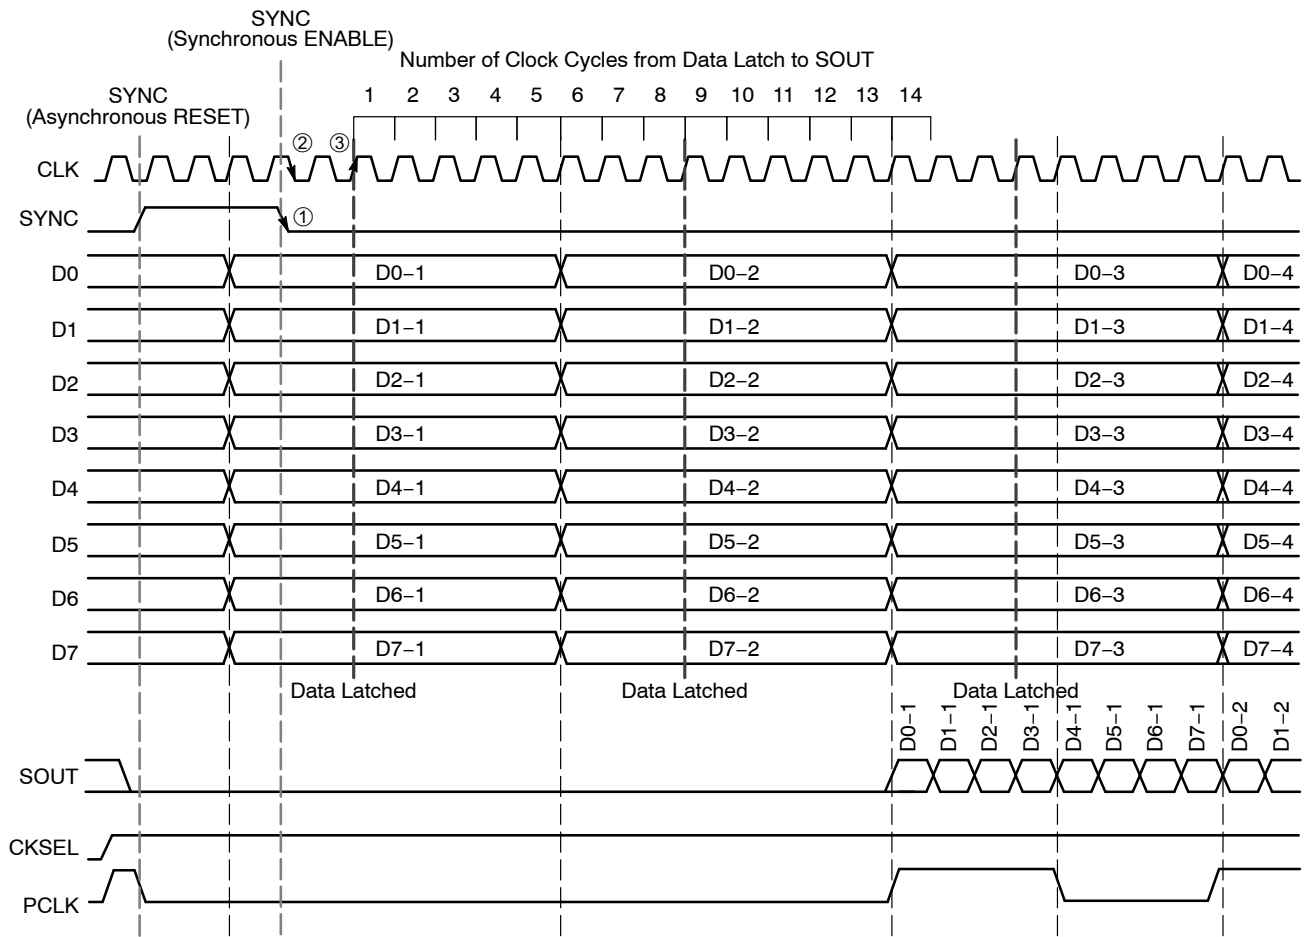 SYNC
(Synchronous ENABLE)
Number of Clock Cycles from Data Latch to SOUT
SYNC
(Asynchronous RESET)
1 2 3 4 5 6 7 8 9 10 11 12 13 14
② ③
CLK
SYNC ①
D0 D0−1 D0−2 D0−3 D0−4
D1 D1−1 D1−2 D1−3 D1−4
D2 D2−1 D2−2 D2−3 D2−4
D3 D3−1 D3−2 D3−3 D3−4
D4 D4−1 D4−2 D4−3 D4−4
D5 D5−1 D5−2 D5−3 D5−4
D6 D6−1 D6−2 D6−3 D6−4
D7 D7−1 D7−2 D7−3 D7−4
Data Latched Data Latched Data Latched
D0−1 D1−1 D2−1 D3−1 D4−1 D5−1 D6−1 D7−1 D0−2 D1−2
SOUT
CKSEL
PCLK